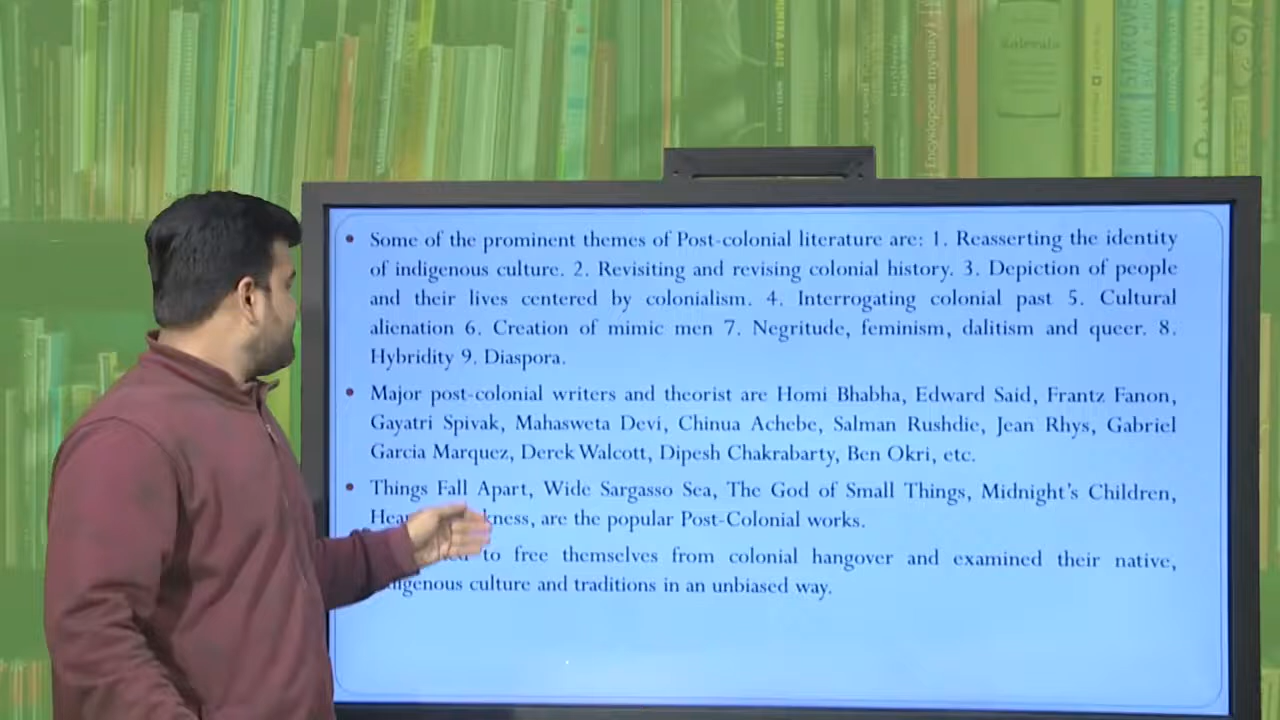 Kalevala
Encyclopedic mystery
STAROVE
• Some of the prominent themes of Post-colonial literature are: 1. Reasserting the identity
of indigenous culture. 2. Revisiting and revising colonial history. 3. Depiction of people
and their lives centered by colonialism. 4. Interrogating colonial past 5. Cultural
alienation 6. Creation of mimic men 7. Negritude, feminism, dalitism and queer. 8.
Hybridity 9. Diaspora.
• Major post-colonial writers and theorist are Homi Bhabha, Edward Said, Frantz Fanon,
Gayatri Spivak, Mahasweta Devi, Chinua Achebe, Salman Rushdie, Jean Rhys, Gabriel
Garcia Marquez, Derek Walcott, Dipesh Chakrabarty, Ben Okri, etc.
• Things Fall Apart, Wide Sargasso Sea, The God of Small Things, Midnight's Children,
are the popular Post-Colonial works.
to free themselves from colonial hangover and examined their native,
culture and traditions in an unbiased way.